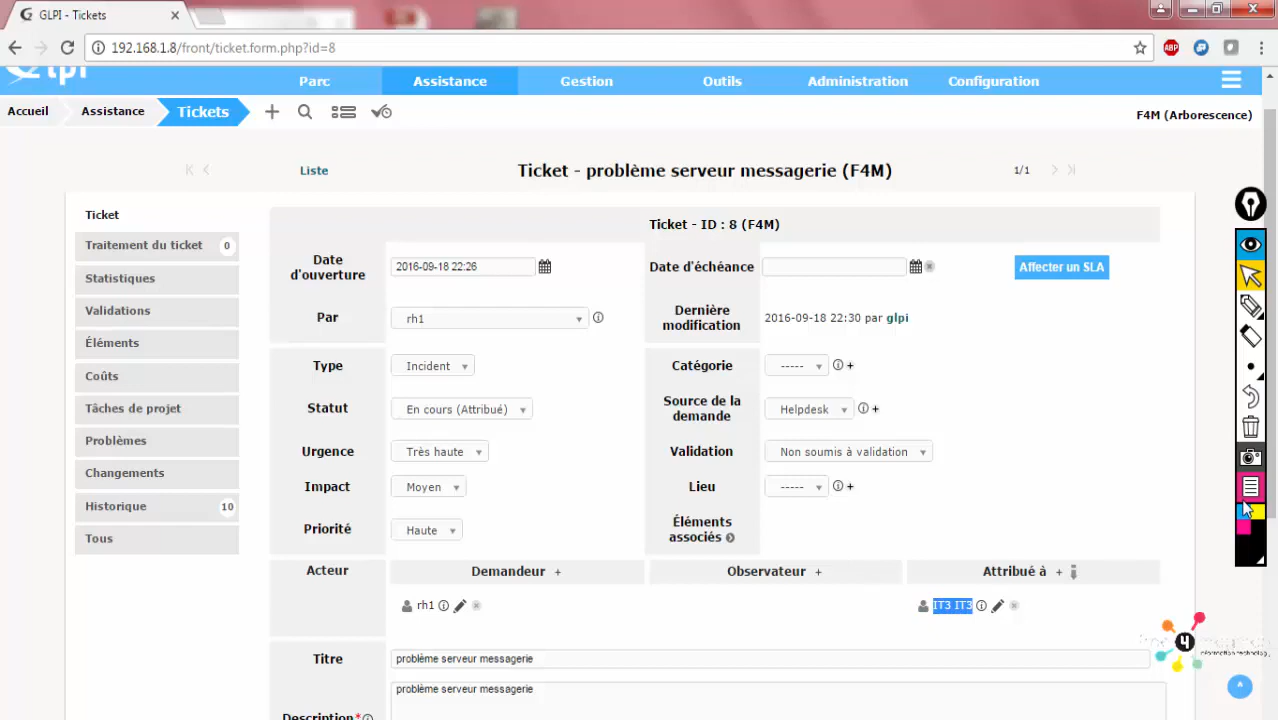 GLPI - Tickets
192.168.1.8/front/ticket.form.php?id=8
ABP
Glpi
Parc
Assistance
Gestion
Outils
Administration
Configuration
Accueil
Assistance
Tickets
F4M (Arborescence)
Liste
Ticket - problème serveur messagerie (F4M)
1/1
Ticket
Traitement du ticket 0
Statistiques
Validations
Éléments
Coûts
Tâches de projet
Problèmes
Changements
Historique 10
Tous
Ticket - ID : 8 (F4M)
Date d'ouverture
2016-09-18 22:26
Date d'échéance
Affecter un SLA
Par
rh1
Dernière modification
2016-09-18 22:30 par glpi
Type
Incident
Catégorie
-----
Statut
En cours (Attribué)
Source de la demande
Helpdesk
Urgence
Très haute
Validation
Non soumis à validation
Impact
Moyen
Lieu
-----
Priorité
Haute
Éléments associés
Acteur
Demandeur +
Observateur +
Attribué à +
rh1
IT3 IT3
Titre
problème serveur messagerie
Description*
problème serveur messagerie
4
information technology